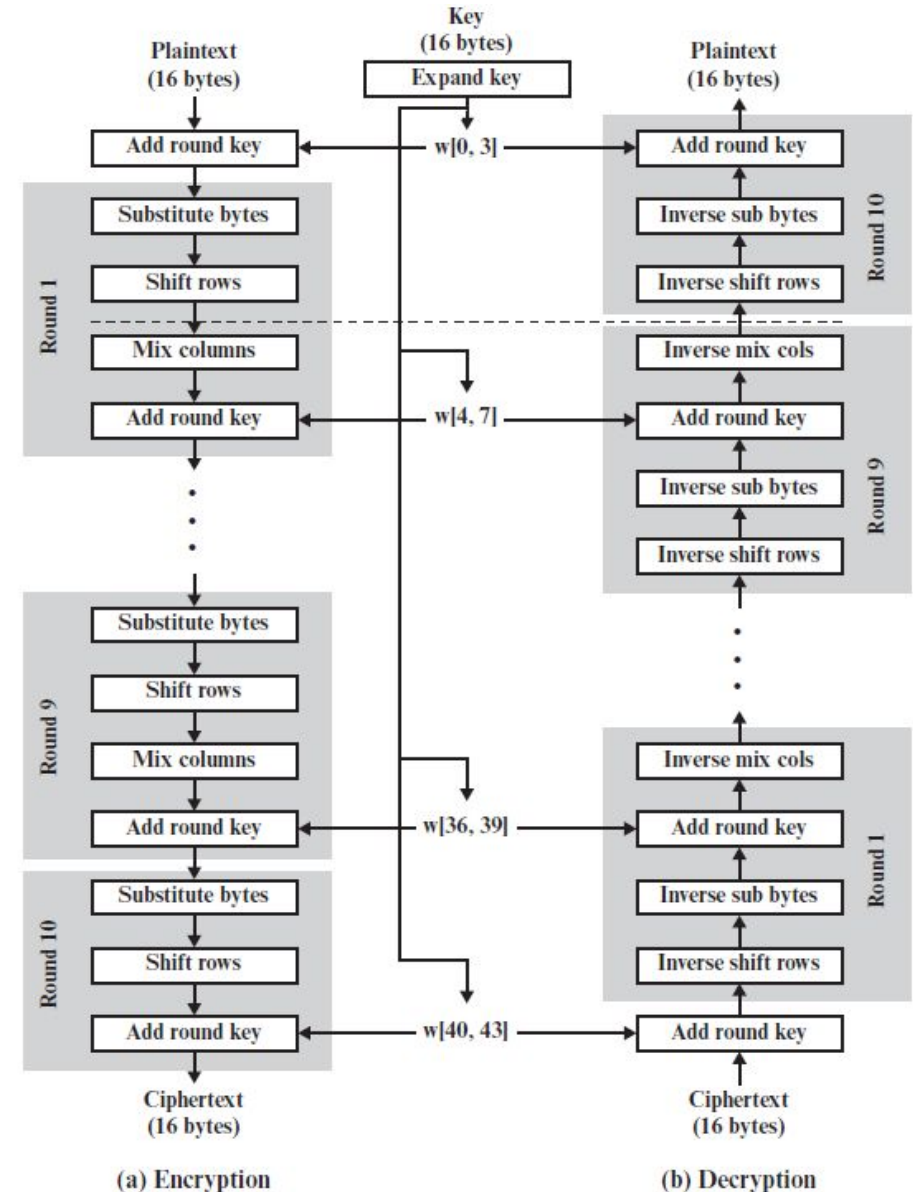 Key
(16 bytes)
Expand key
Plaintext
(16 bytes)
Add round key
Round 1
Substitute bytes
Shift rows
Mix columns
Add round key
Round 9
Substitute bytes
Shift rows
Mix columns
Add round key
Round 10
Substitute bytes
Shift rows
Add round key
Ciphertext
(16 bytes)
(a) Encryption
w[0, 3]
w[4, 7]
w[36, 39]
w[40, 43]
Plaintext
(16 bytes)
Add round key
Inverse sub bytes
Inverse shift rows
Round 10
Inverse mix cols
Add round key
Inverse sub bytes
Inverse shift rows
Round 9
Inverse mix cols
Add round key
Inverse sub bytes
Inverse shift rows
Round 1
Add round key
Ciphertext
(16 bytes)
(b) Decryption